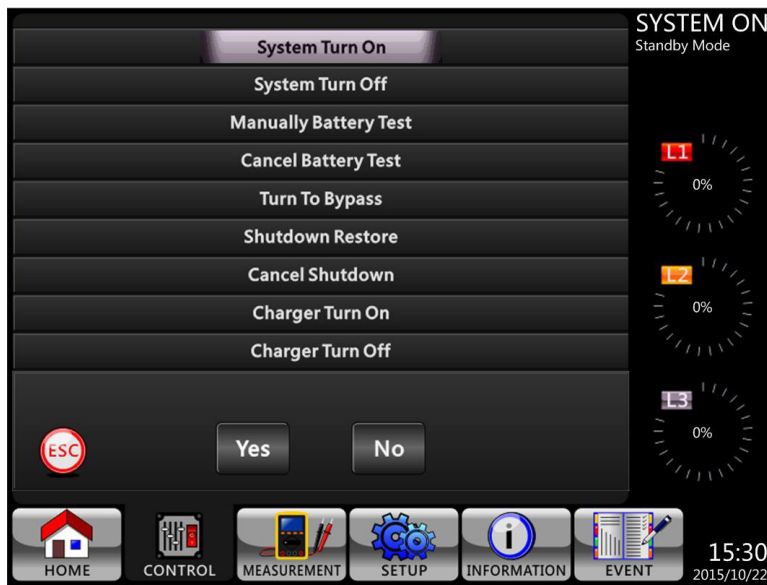 System Turn On
System Turn Off
Manually Battery Test
Cancel Battery Test
Turn To Bypass
Shutdown Restore
Cancel Shutdown
Charger Turn On
Charger Turn Off
ESC
Yes
No
SYSTEM ON
Standby Mode
L1
0%
L2
0%
L3
0%
HOME
CONTROL
MEASUREMENT
SETUP
INFORMATION
EVENT
15:30
2015/10/22